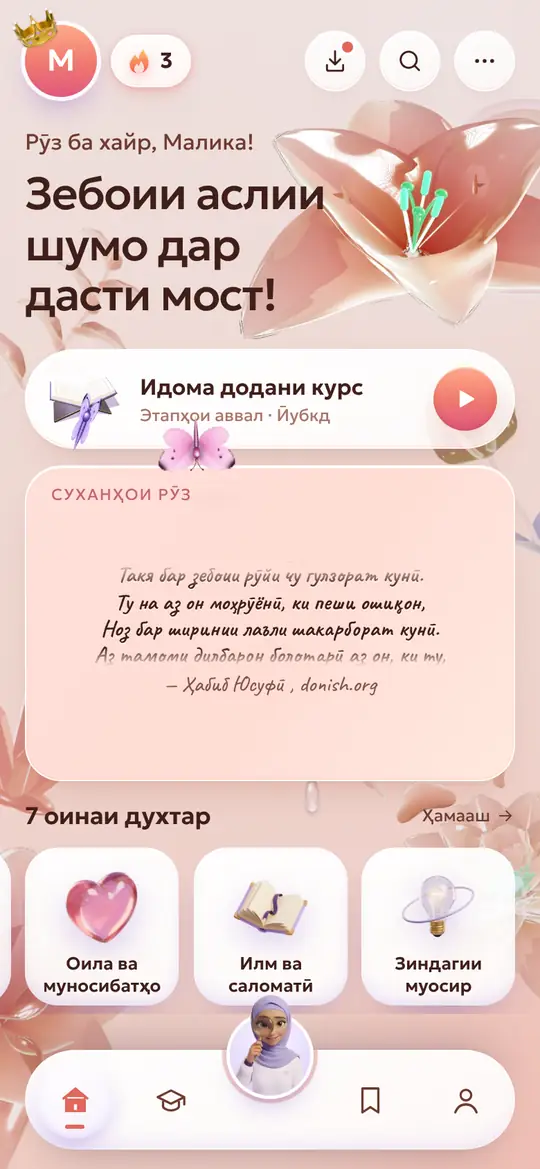 M
3
Рӯз ба хайр, Малика!
Зебоии аслии
шумо дар
дасти мост!
Идома додани курс
Этапҳои аввал · Йубкд
СУХАНҲОИ РӮЗ
Такя бар зебоии рӯйи чу гулзорат кунӣ.
Ту на аз он моҳрӯёнӣ, ки пеши ошиқон,
Ноз бар ширинии лаъли шакарборат кунӣ.
Аз тамоми дилбарон болотарӣ аз он, ки ту,
— Ҳабиб Юсуфӣ , donish.org
7 оинаи духтар
Ҳамааш →
Оила ва
муносибатҳо
Илм ва
саломатӣ
Зиндагии
муосир